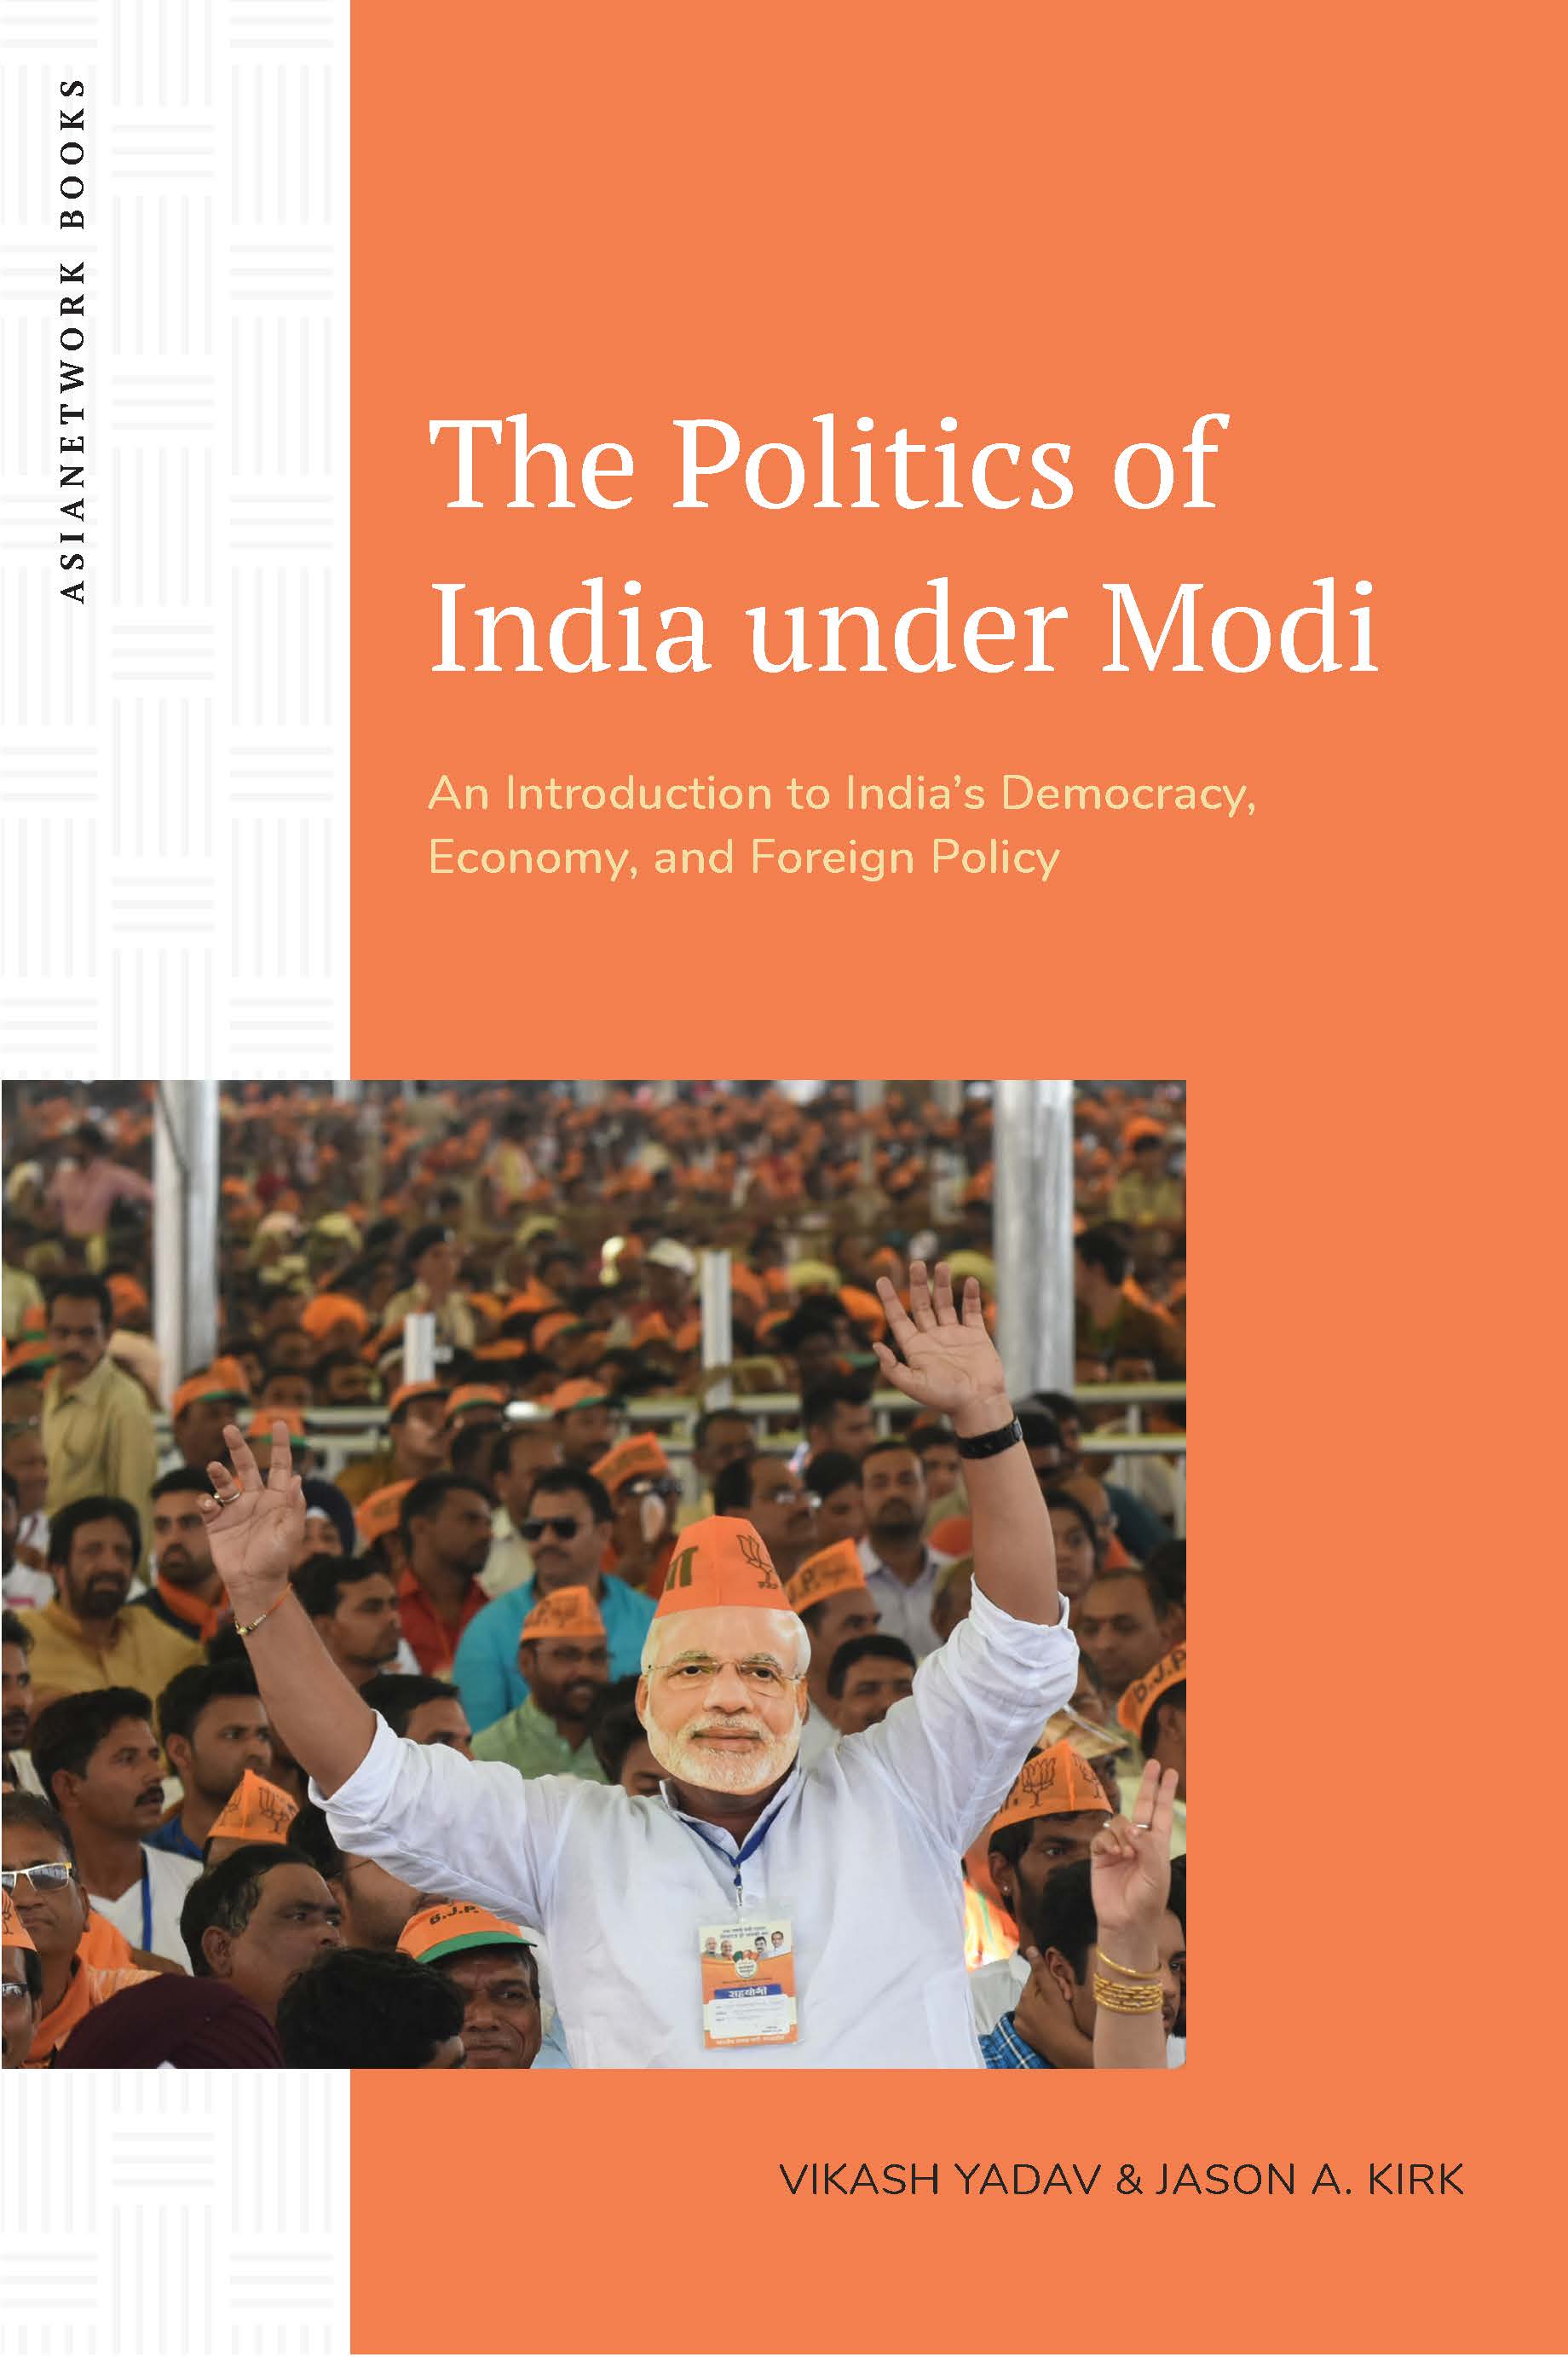 ASIANETWORK BOOKS
The Politics of
India under Modi
An Introduction to India’s Democracy,
Economy, and Foreign Policy
B.J.P.
B.J.P.
सहयोगी
VIKASH YADAV & JASON A. KIRK